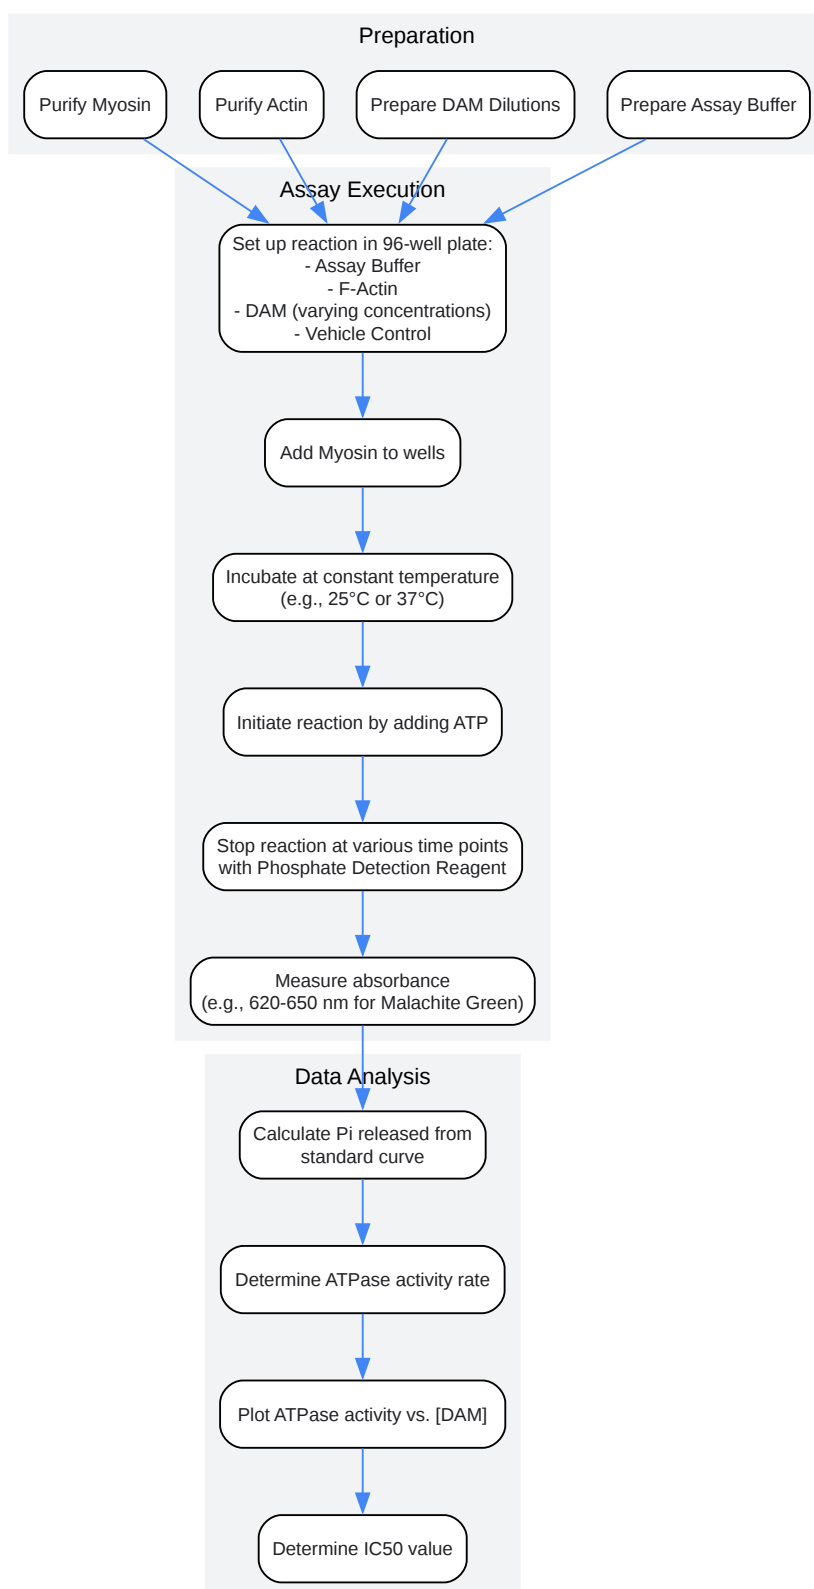 Preparation
Purify Myosin
Purify Actin
Prepare DAM Dilutions
Prepare Assay Buffer
Assay Execution
Set up reaction in 96-well plate:
- Assay Buffer
- F-Actin
- DAM (varying concentrations)
- Vehicle Control
Add Myosin to wells
Incubate at constant temperature
(e.g., 25°C or 37°C)
Initiate reaction by adding ATP
Stop reaction at various time points
with Phosphate Detection Reagent
Measure absorbance
(e.g., 620-650 nm for Malachite Green)
Data Analysis
Calculate Pi released from
standard curve
Determine ATPase activity rate
Plot ATPase activity vs. [DAM]
Determine IC50 value